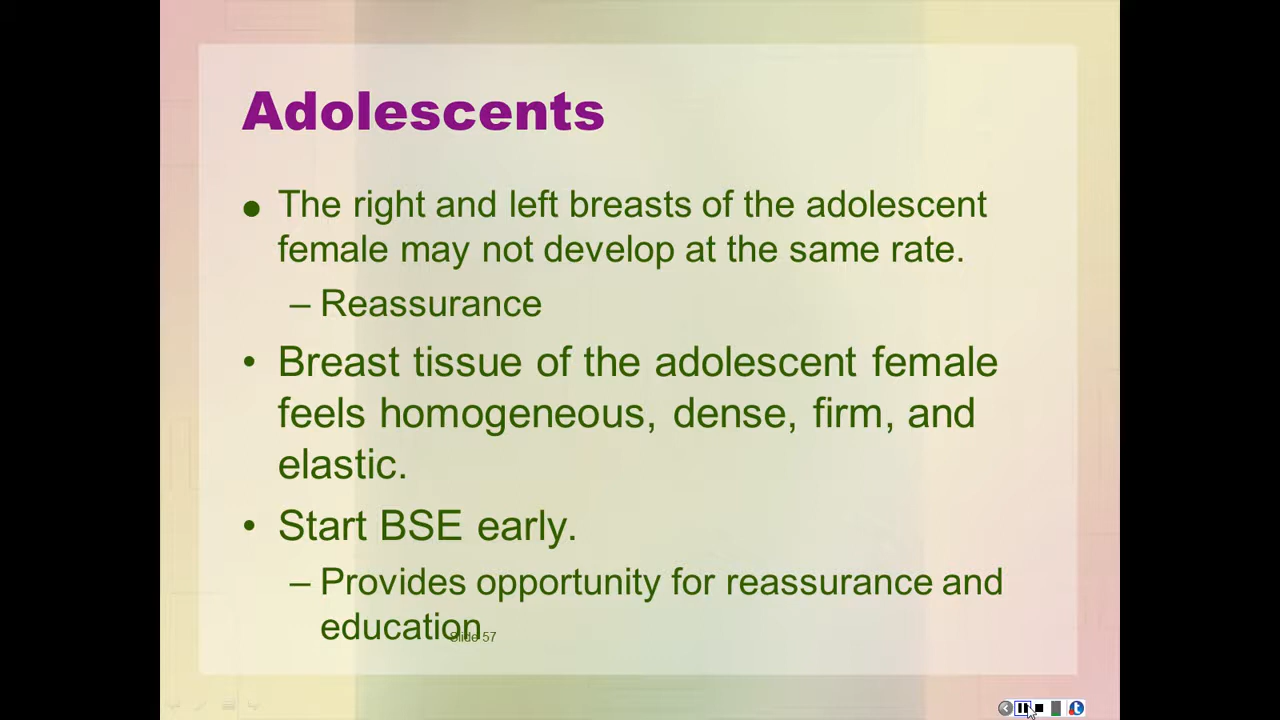 Adolescents
● The right and left breasts of the adolescent
female may not develop at the same rate.
– Reassurance
• Breast tissue of the adolescent female
feels homogeneous, dense, firm, and
elastic.
• Start BSE early.
– Provides opportunity for reassurance and
education
Slide 57